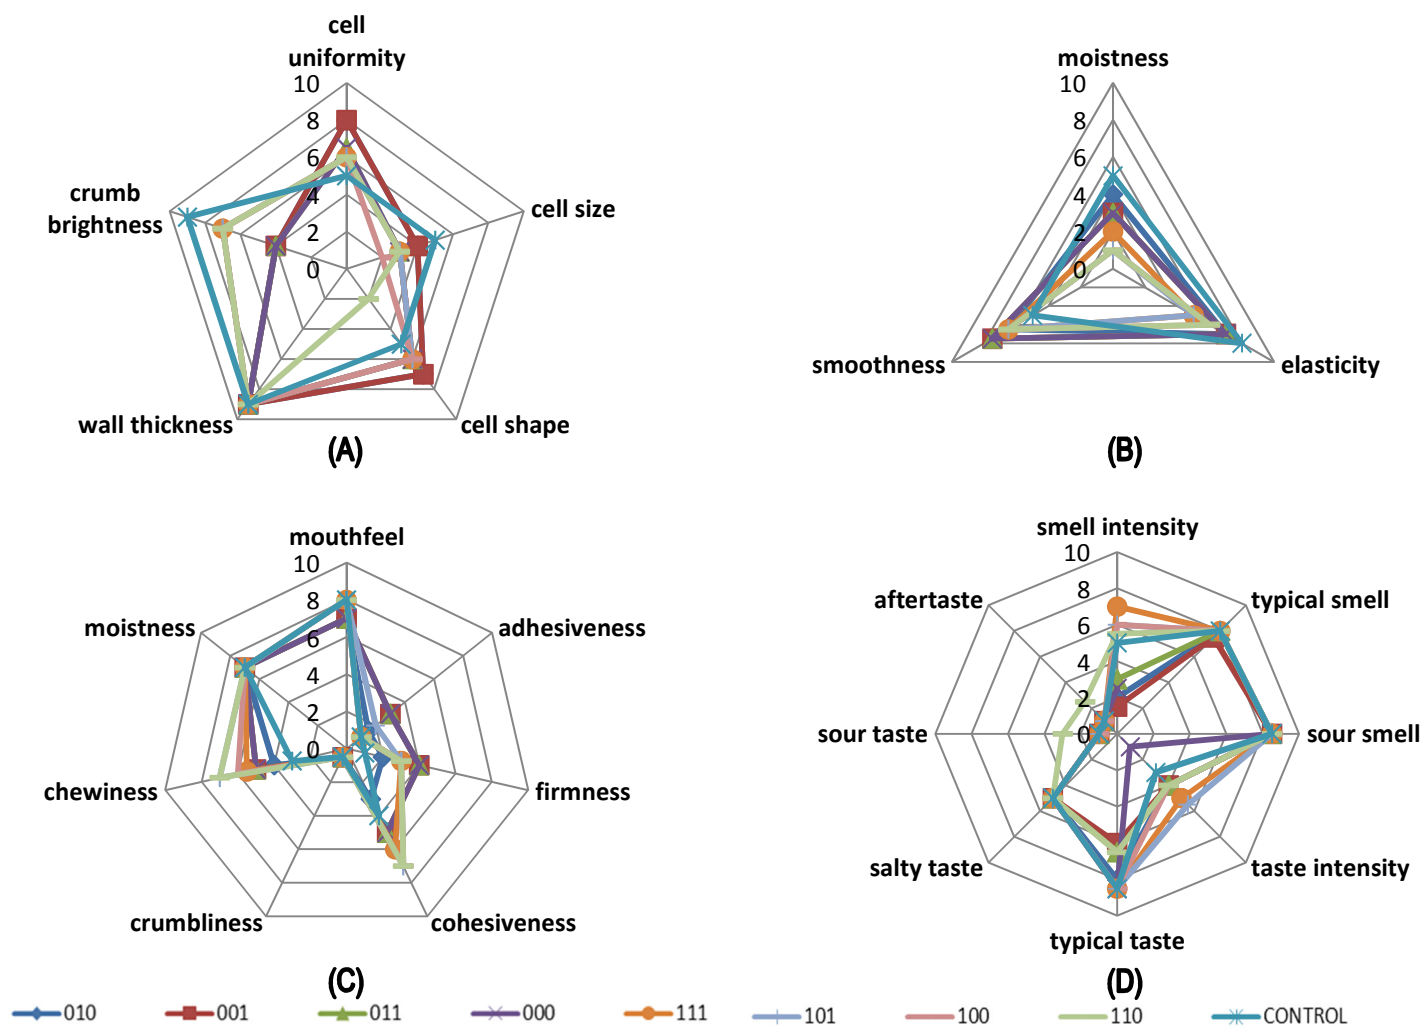 cell
uniformity
10
8
6
4
2
0
cell size
cell shape
wall thickness
crumb
brightness
(A)
moistness
10
8
6
4
2
0
elasticity
smoothness
(B)
mouthfeel
10
8
6
4
2
0
adhesiveness
firmness
cohesiveness
crumbliness
chewiness
moistness
(C)
smell intensity
10
8
6
4
2
0
typical smell
sour smell
taste intensity
typical taste
salty taste
sour taste
aftertaste
(D)
010 001 011 000 111 101 100 110 CONTROL